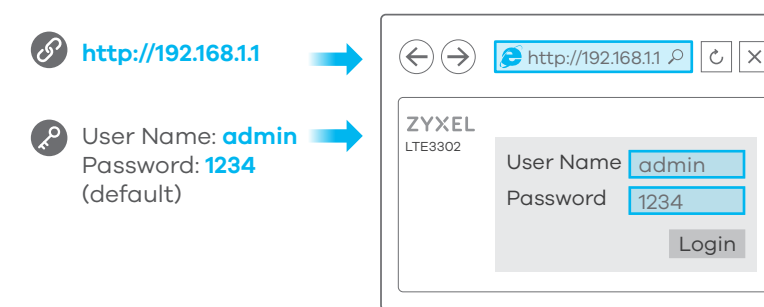 http://192.168.1.1
User Name: admin
Password: 1234
(default)
http://192.168.1.1
ZYXEL
LTE3302
User Name admin
Password 1234
Login